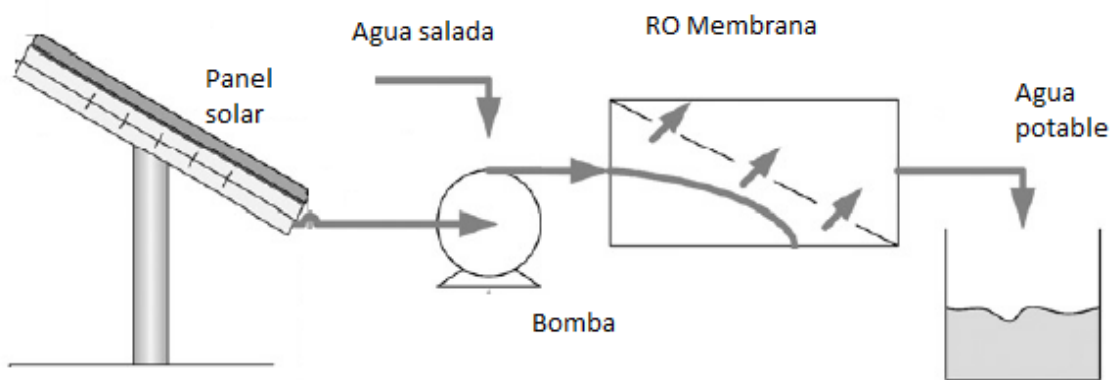 Agua salada
RO Membrana
Panel
solar
Agua
potable
Bomba